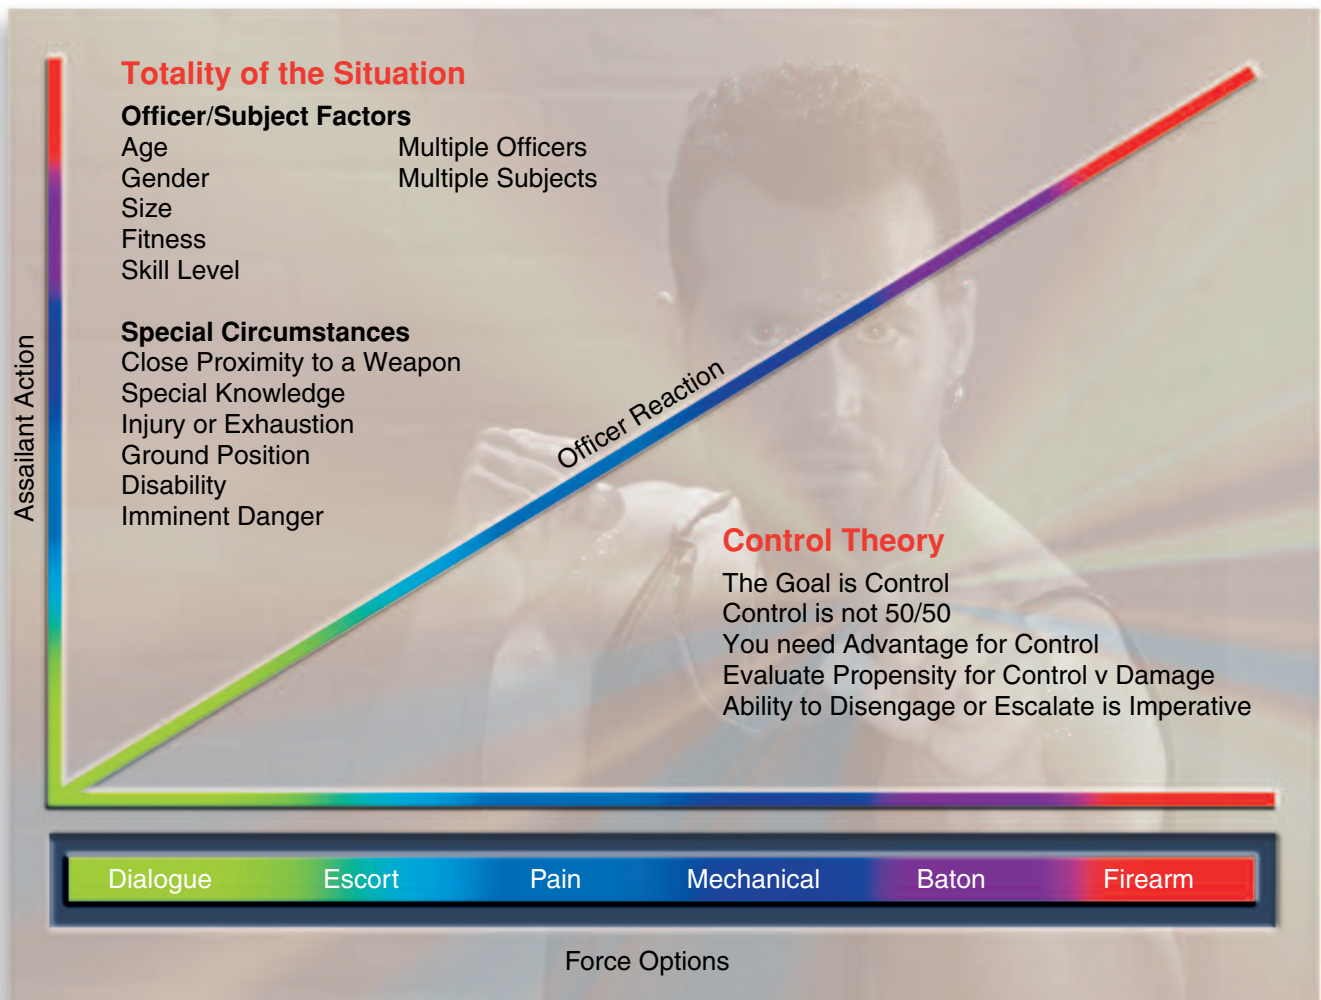 Totality of the Situation
Officer/Subject Factors
Age
Gender
Size
Fitness
Skill Level
Multiple Officers
Multiple Subjects
Special Circumstances
Close Proximity to a Weapon
Special Knowledge
Injury or Exhaustion
Ground Position
Disability
Imminent Danger
Assailant Action
Officer Reaction
Control Theory
The Goal is Control
Control is not 50/50
You need Advantage for Control
Evaluate Propensity for Control v Damage
Ability to Disengage or Escalate is Imperative
Dialogue
Escort
Pain
Mechanical
Baton
Firearm
Force Options